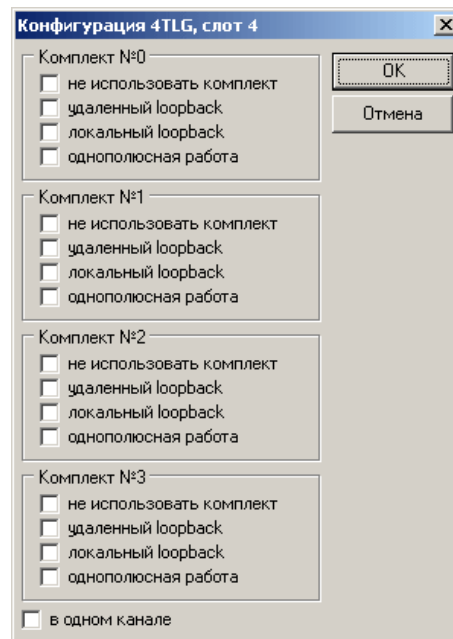 Конфигурация 4TLG, слот 4
Комплект №0
не использовать комплект
удаленный loopback
локальный loopback
однополюсная работа
OK
Отмена
Комплект №1
не использовать комплект
удаленный loopback
локальный loopback
однополюсная работа
Комплект №2
не использовать комплект
удаленный loopback
локальный loopback
однополюсная работа
Комплект №3
не использовать комплект
удаленный loopback
локальный loopback
однополюсная работа
в одном канале